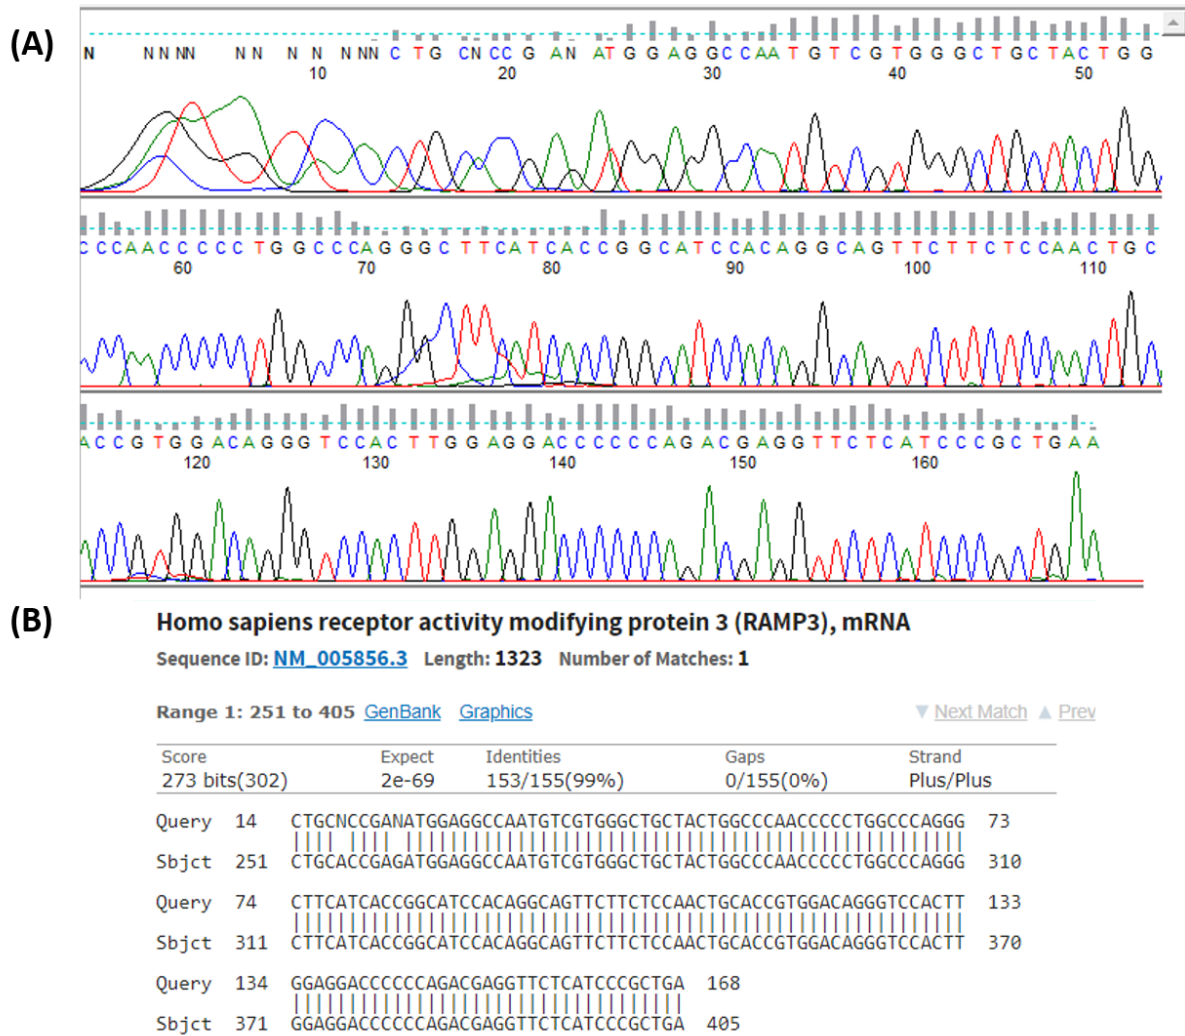 (A)
N NNNN NN N N NNN C T G C N C C G A N A T G G A G G C C A A T G T C G T G G G C T G C T A C T G G
10 20 30 40 50
C C C A A C C C C C T G G C C C A G G G C T T C A T C A C C G G C A T C C A C A G G C A G T T C T T C T C C A A C T G C
60 70 80 90 100 110
A C C G T G G A C A G G G T C C A C T T G G A G G A C C C C C C A G A C G A G G T T C T C A T C C C G C T G A A
120 130 140 150 160
(B)
Homo sapiens receptor activity modifying protein 3 (RAMP3), mRNA
Sequence ID: NM_005856.3 Length: 1323 Number of Matches: 1
Range 1: 251 to 405 GenBank Graphics ▼ Next Match ▲ Prev
Score Expect Identities Gaps Strand
273 bits(302) 2e-69 153/155(99%) 0/155(0%) Plus/Plus
Query 14 CTGCNCCGANATGGAGGCCAATGTCGTGGGCTGCTACTGGCCCAACCCCCTGGCCCAGGG 73
Sbjct 251 CTGCACCGAGATGGAGGCCAATGTCGTGGGCTGCTACTGGCCCAACCCCCTGGCCCAGGG 310
Query 74 CTTCATCACCGGCATCCACAGGCAGTTCTTCTCCAACTGCACCGTGGACAGGGTCCACTT 133
Sbjct 311 CTTCATCACCGGCATCCACAGGCAGTTCTTCTCCAACTGCACCGTGGACAGGGTCCACTT 370
Query 134 GGAGGACCCCCCAGACGAGGTTCTCATCCCGCTGA 168
Sbjct 371 GGAGGACCCCCCAGACGAGGTTCTCATCCCGCTGA 405